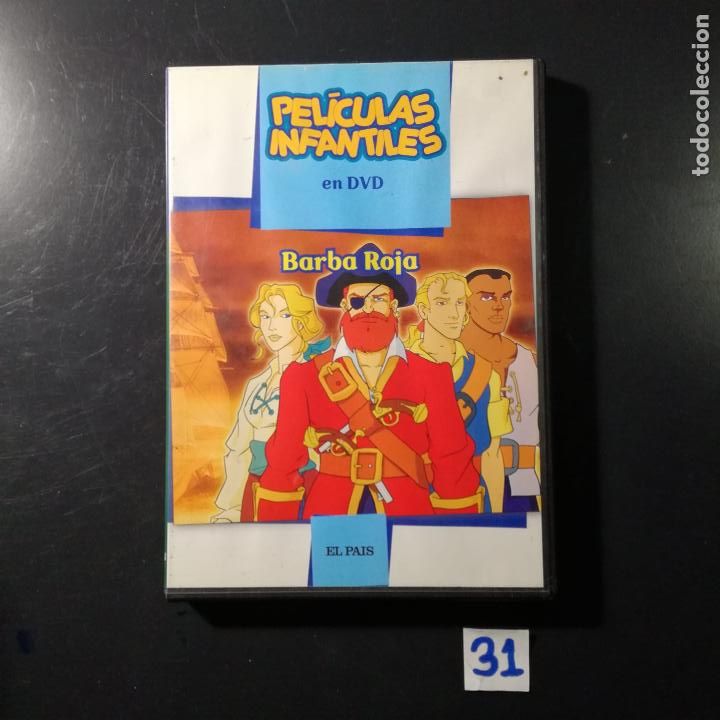 PELÍCULAS
INFANTILES
en DVD
Barba Roja
EL PAIS
31
todocoleccion